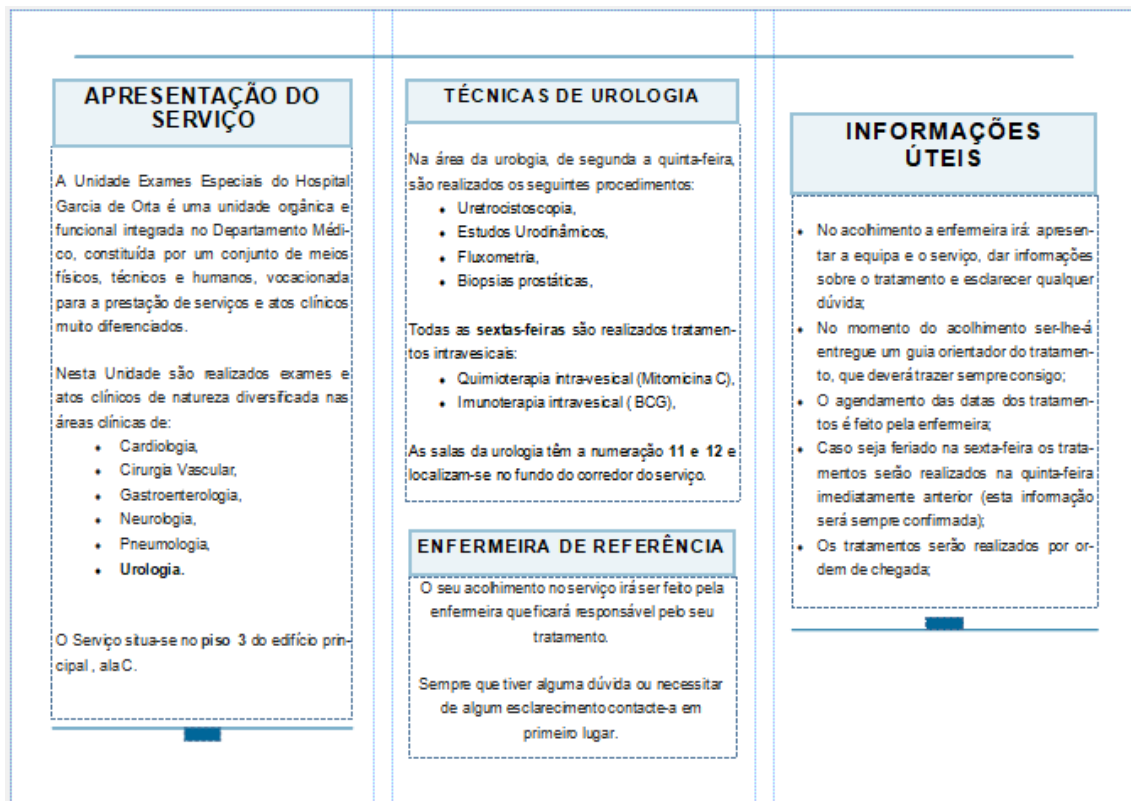 APRESENTAÇÃO DO
SERVIÇO
A Unidade Exames Especiais do Hospital
Garcia de Orta é uma unidade orgânica e
funcional integrada no Departamento Médi-
co, constituída por um conjunto de meios
físicos, técnicos e humanos, vocacionada
para a prestação de serviços e atos clínicos
muito diferenciados.
Nesta Unidade são realizados exames e
atos clínicos de natureza diversificada nas
áreas clínicas de:
• Cardiologia,
• Cirurgia Vascular,
• Gastroenterologia,
• Neurologia,
• Pneumologia,
• Urologia.
O Serviço situa-se no piso 3 do edifício prin-
cipal , ala C.
TÉCNICAS DE UROLOGIA
Na área da urologia, de segunda a quinta-feira,
são realizados os seguintes procedimentos:
• Uretrocistoscopia,
• Estudos Urodinâmicos,
• Fluxometria,
• Biopsias prostáticas,
Todas as sextas-feiras são realizados tratamen-
tos intravesicais:
• Quimioterapia intra-vesical (Mitomicina C),
• Imunoterapia intravesical ( BCG),
As salas da urologia têm a numeração 11 e 12 e
localizam-se no fundo do corredor do serviço.
ENFERMEIRA DE REFERÊNCIA
O seu acolhimento no serviço irá ser feito pela
enfermeira que ficará responsável pelo seu
tratamento.
Sempre que tiver alguma dúvida ou necessitar
de algum esclarecimento contacte-a em
primeiro lugar.
INFORMAÇÕES
ÚTEIS
• No acolhimento a enfermeira irá: apresen-
tar a equipa e o serviço, dar informações
sobre o tratamento e esclarecer qualquer
dúvida;
• No momento do acolhimento ser-lhe-á
entregue um guia orientador do tratamen-
to, que deverá trazer sempre consigo;
• O agendamento das datas dos tratamen-
tos é feito pela enfermeira;
• Caso seja feriado na sexta-feira os trata-
mentos serão realizados na quinta-feira
imediatamente anterior (esta informação
será sempre confirmada);
• Os tratamentos serão realizados por or-
dem de chegada;